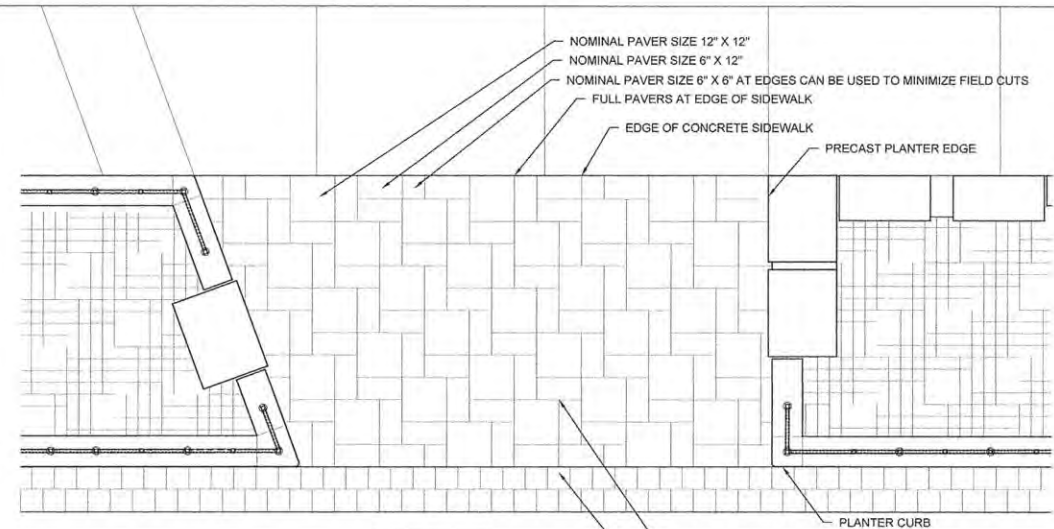 NOMINAL PAVER SIZE 12" X 12"
NOMINAL PAVER SIZE 6" X 12"
NOMINAL PAVER SIZE 6" X 6" AT EDGES CAN BE USED TO MINIMIZE FIELD CUTS
FULL PAVERS AT EDGE OF SIDEWALK
EDGE OF CONCRETE SIDEWALK
PRECAST PLANTER EDGE
PLANTER CURB